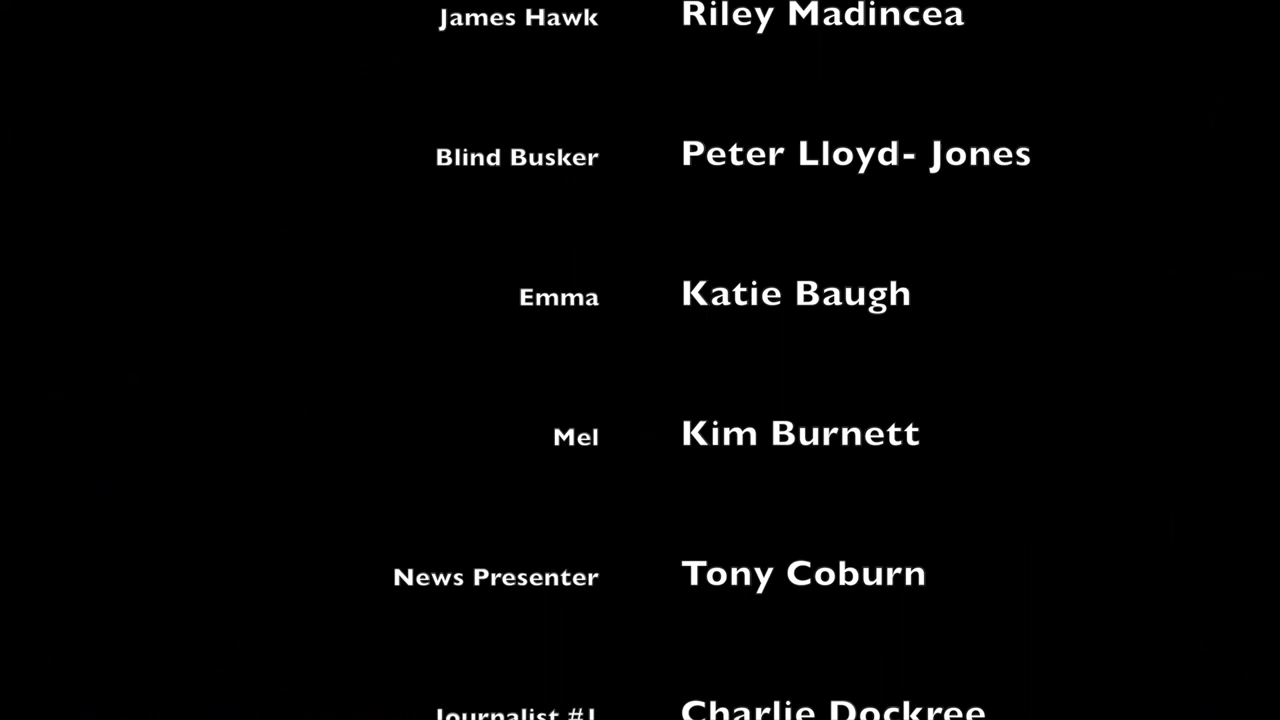 James Hawk Riley Madincea
Blind Busker Peter Lloyd- Jones
Emma Katie Baugh
Mel Kim Burnett
News Presenter Tony Coburn
Journalist #1 Charlie Dockree